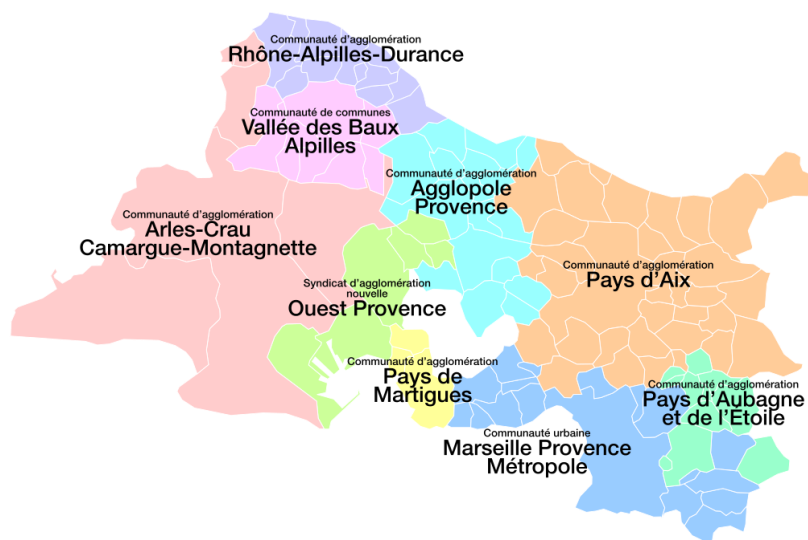 Communauté d'agglomération
Rhône-Alpilles-Durance
Communauté de communes
Vallée des Baux
Alpilles
Communauté d'agglomération
Agglopole
Provence
Communauté d'agglomération
Arles-Crau
Camargue-Montagnette
Communauté d'agglomération
Pays d'Aix
Syndicat d'agglomération
nouvelle
Ouest Provence
Communauté d'agglomération
Pays de
Martigues
Communauté d'agglomération
Pays d'Aubagne
et de l'Étoile
Communauté urbaine
Marseille Provence
Métropole